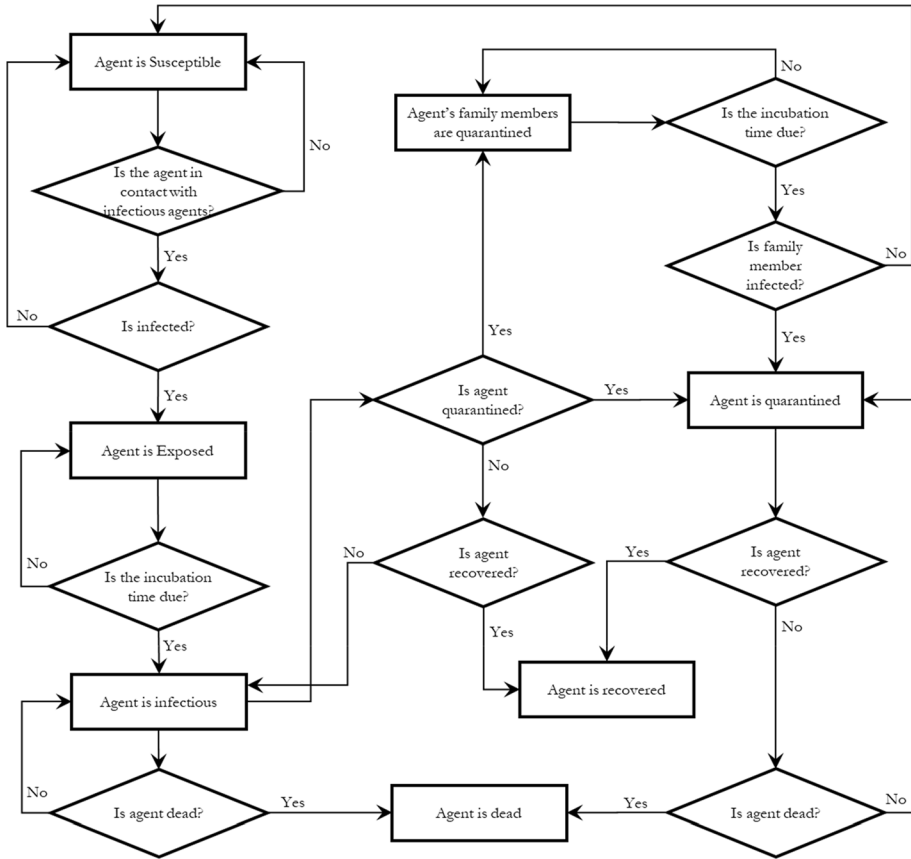 Agent is Susceptible
No
Agent's family members
are quarantined
Is the incubation
time due?
No
Is the agent in
contact with
infectious agents?
No
Yes
Yes
Is family
member
infected?
No
Is infected?
No
Yes
Yes
Yes
Is agent
quarantined?
Yes
Agent is quarantined
Agent is Exposed
No
No
Is the incubation
time due?
Yes
No
Is agent
recovered?
Yes
Yes
Is agent
recovered?
No
Agent is infectious
Agent is recovered
No
Is agent dead?
Yes
Agent is dead
Yes
Is agent dead?
No